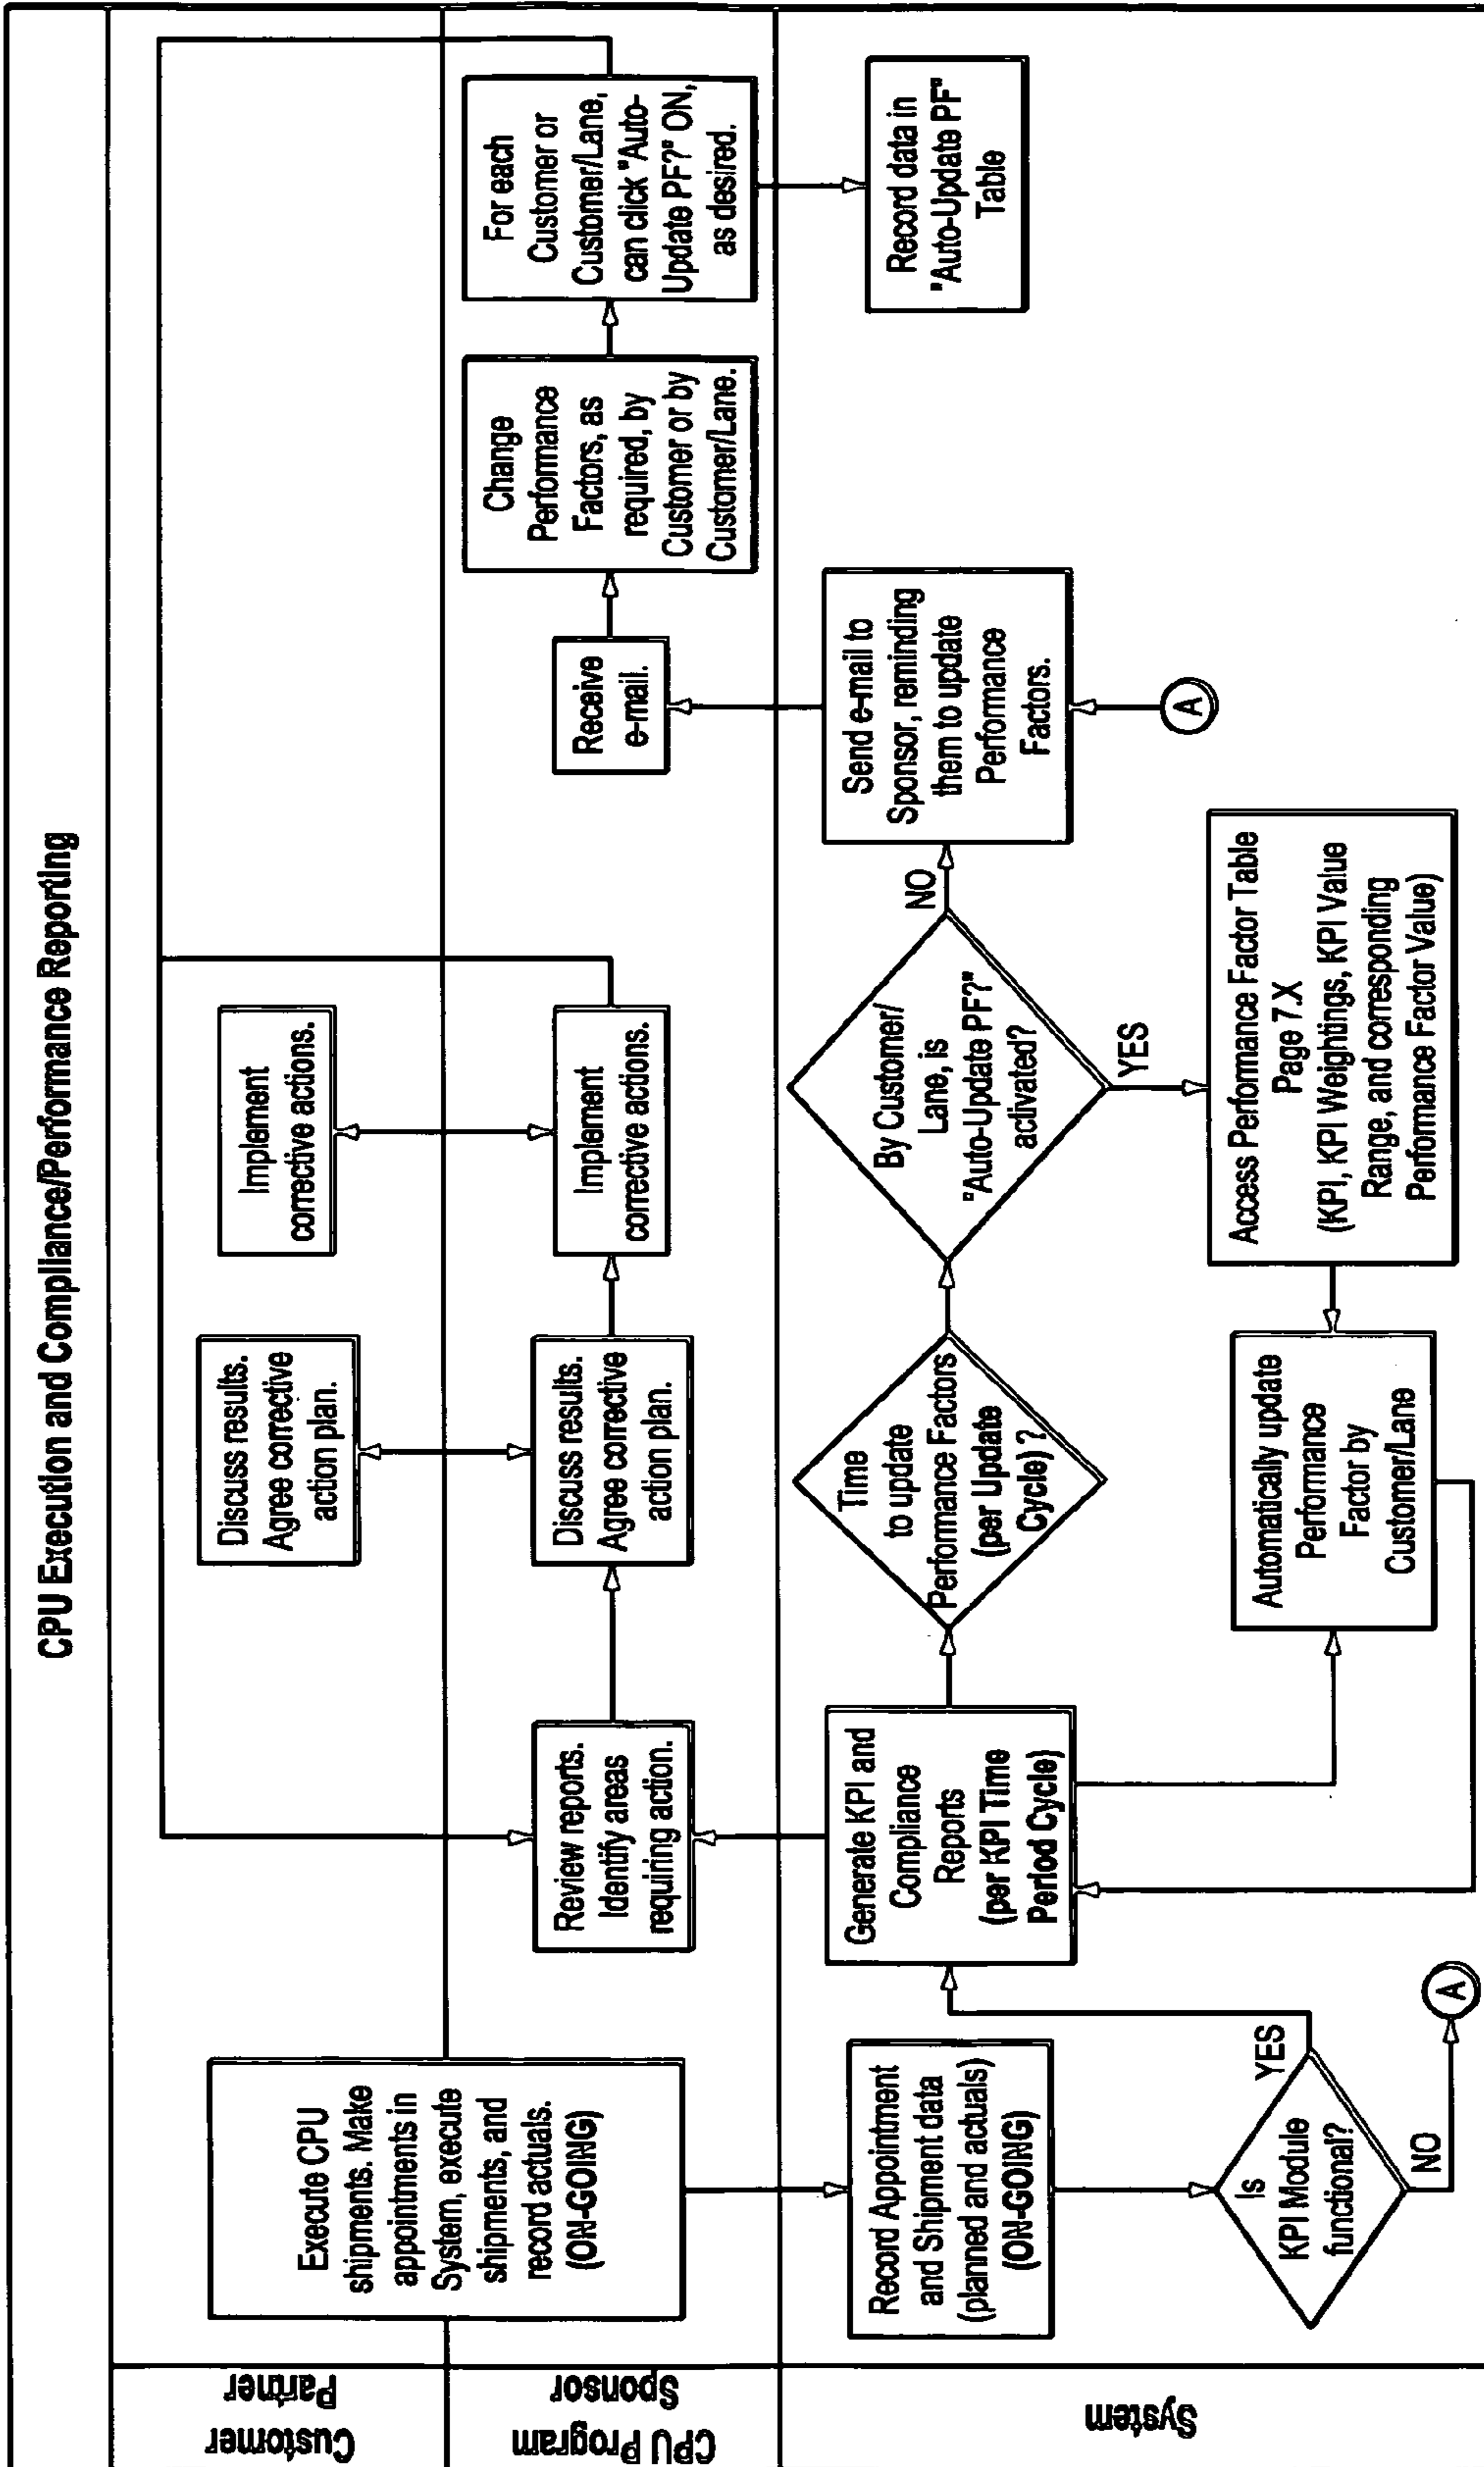 CPU Execution and Compliance/Performance Reporting
Customer
Partner
Execute CPU
shipments. Make
appointments in
System, execute
shipments, and
record actuals.
(ON-GOING)
Discuss results.
Agree corrective
action plan.
Implement
corrective actions.
CPU Program
Sponsor
Review reports.
Identify areas
requiring action.
Discuss results.
Agree corrective
action plan.
Implement
corrective actions.
Receive
e-mail.
Change
Performance
Factors, as
required, by
Customer or by
Customer/Lane.
For each
Customer or
Customer/Lane,
can click "Auto-
Update PF?" ON,
as desired.
System
Record Appointment
and Shipment data
(planned and actuals)
(ON-GOING)
Is
KPI Module
functional?
YES
NO
A
Generate KPI and
Compliance
Reports
(per KPI Time
Period Cycle)
Time
to update
Performance Factors
(per Update
Cycle) ?
By Customer/
Lane, is
"Auto-Update PF?"
activated?
NO
YES
Send e-mail to
Sponsor, reminding
them to update
Performance
Factors.
A
Record data in
"Auto-Update PF"
Table
Automatically update
Performance
Factor by
Customer/Lane
Access Performance Factor Table
Page 7.X
(KPI, KPI Weightings, KPI Value
Range, and corresponding
Performance Factor Value)